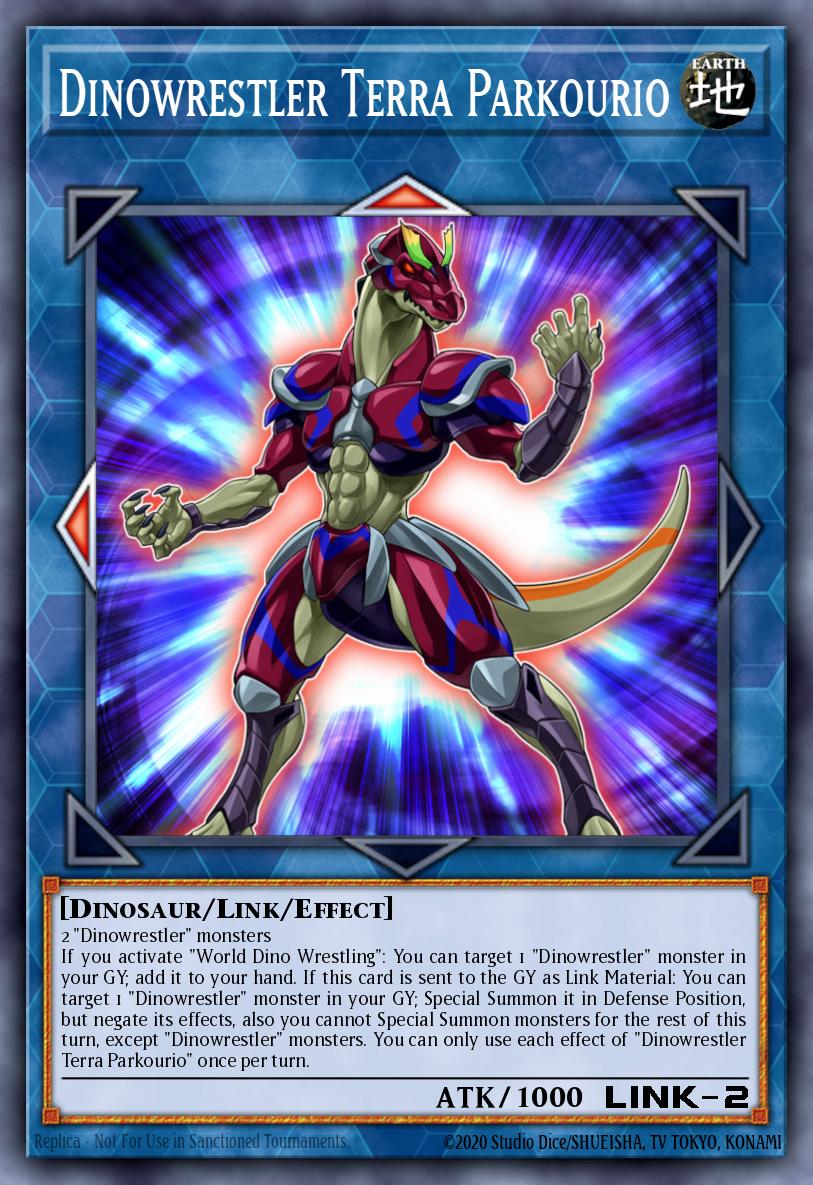 Dinowrestler Terra Parkourio
EARTH
地
[Dinosaur/Link/Effect]
2 "Dinowrestler" monsters
If you activate "World Dino Wrestling": You can target 1 "Dinowrestler" monster in
your GY; add it to your hand. If this card is sent to the GY as Link Material: You can
target 1 "Dinowrestler" monster in your GY; Special Summon it in Defense Position,
but negate its effects, also you cannot Special Summon monsters for the rest of this
turn, except "Dinowrestler" monsters. You can only use each effect of "Dinowrestler
Terra Parkourio" once per turn.
ATK/1000 LINK-2
Replica - Not For Use in Sanctioned Tournaments. ©2020 Studio Dice/SHUEISHA, TV TOKYO, KONAMI